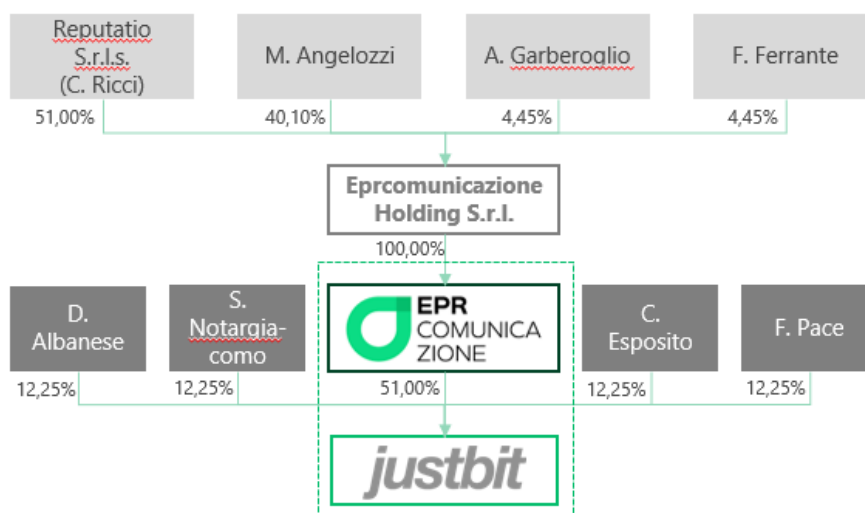 Reputatio
S.r.l.s.
(C. Ricci)
M. Angelozzi
A. Garberoglio
F. Ferrante
51,00%
40,10%
4,45%
4,45%
Eprcomunicazione
Holding S.r.l.
100,00%
D.
Albanese
S.
Notargia-
como
EPR
COMUNICA
ZIONE
C.
Esposito
F. Pace
12,25%
12,25%
51,00%
12,25%
12,25%
justbit